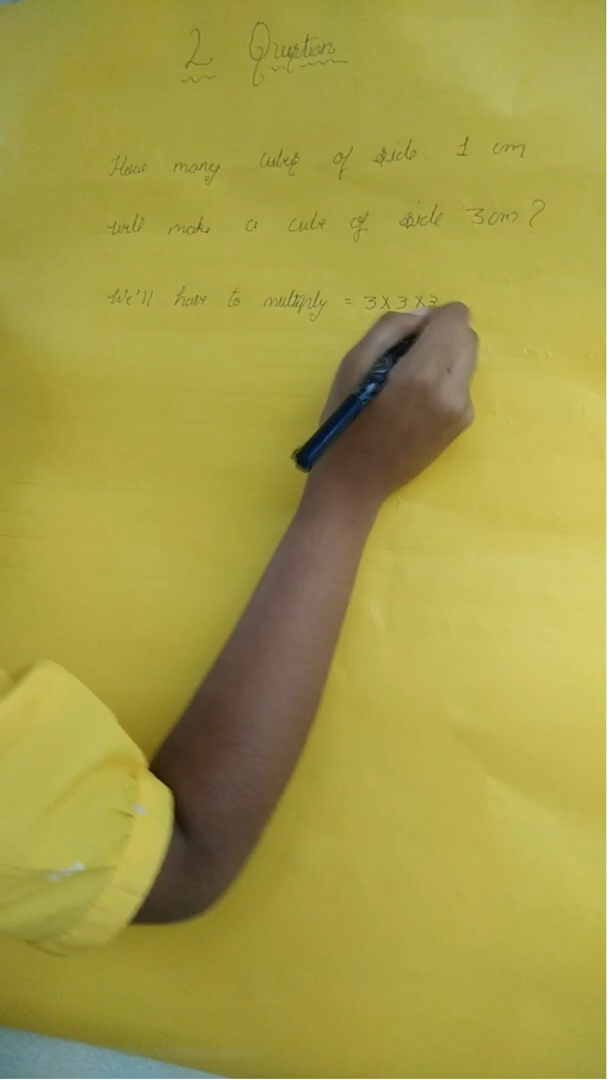 2 Question
How many cubes of side 1 cm
will make a cube of side 3cm?
We'll have to multiply = 3X3X3